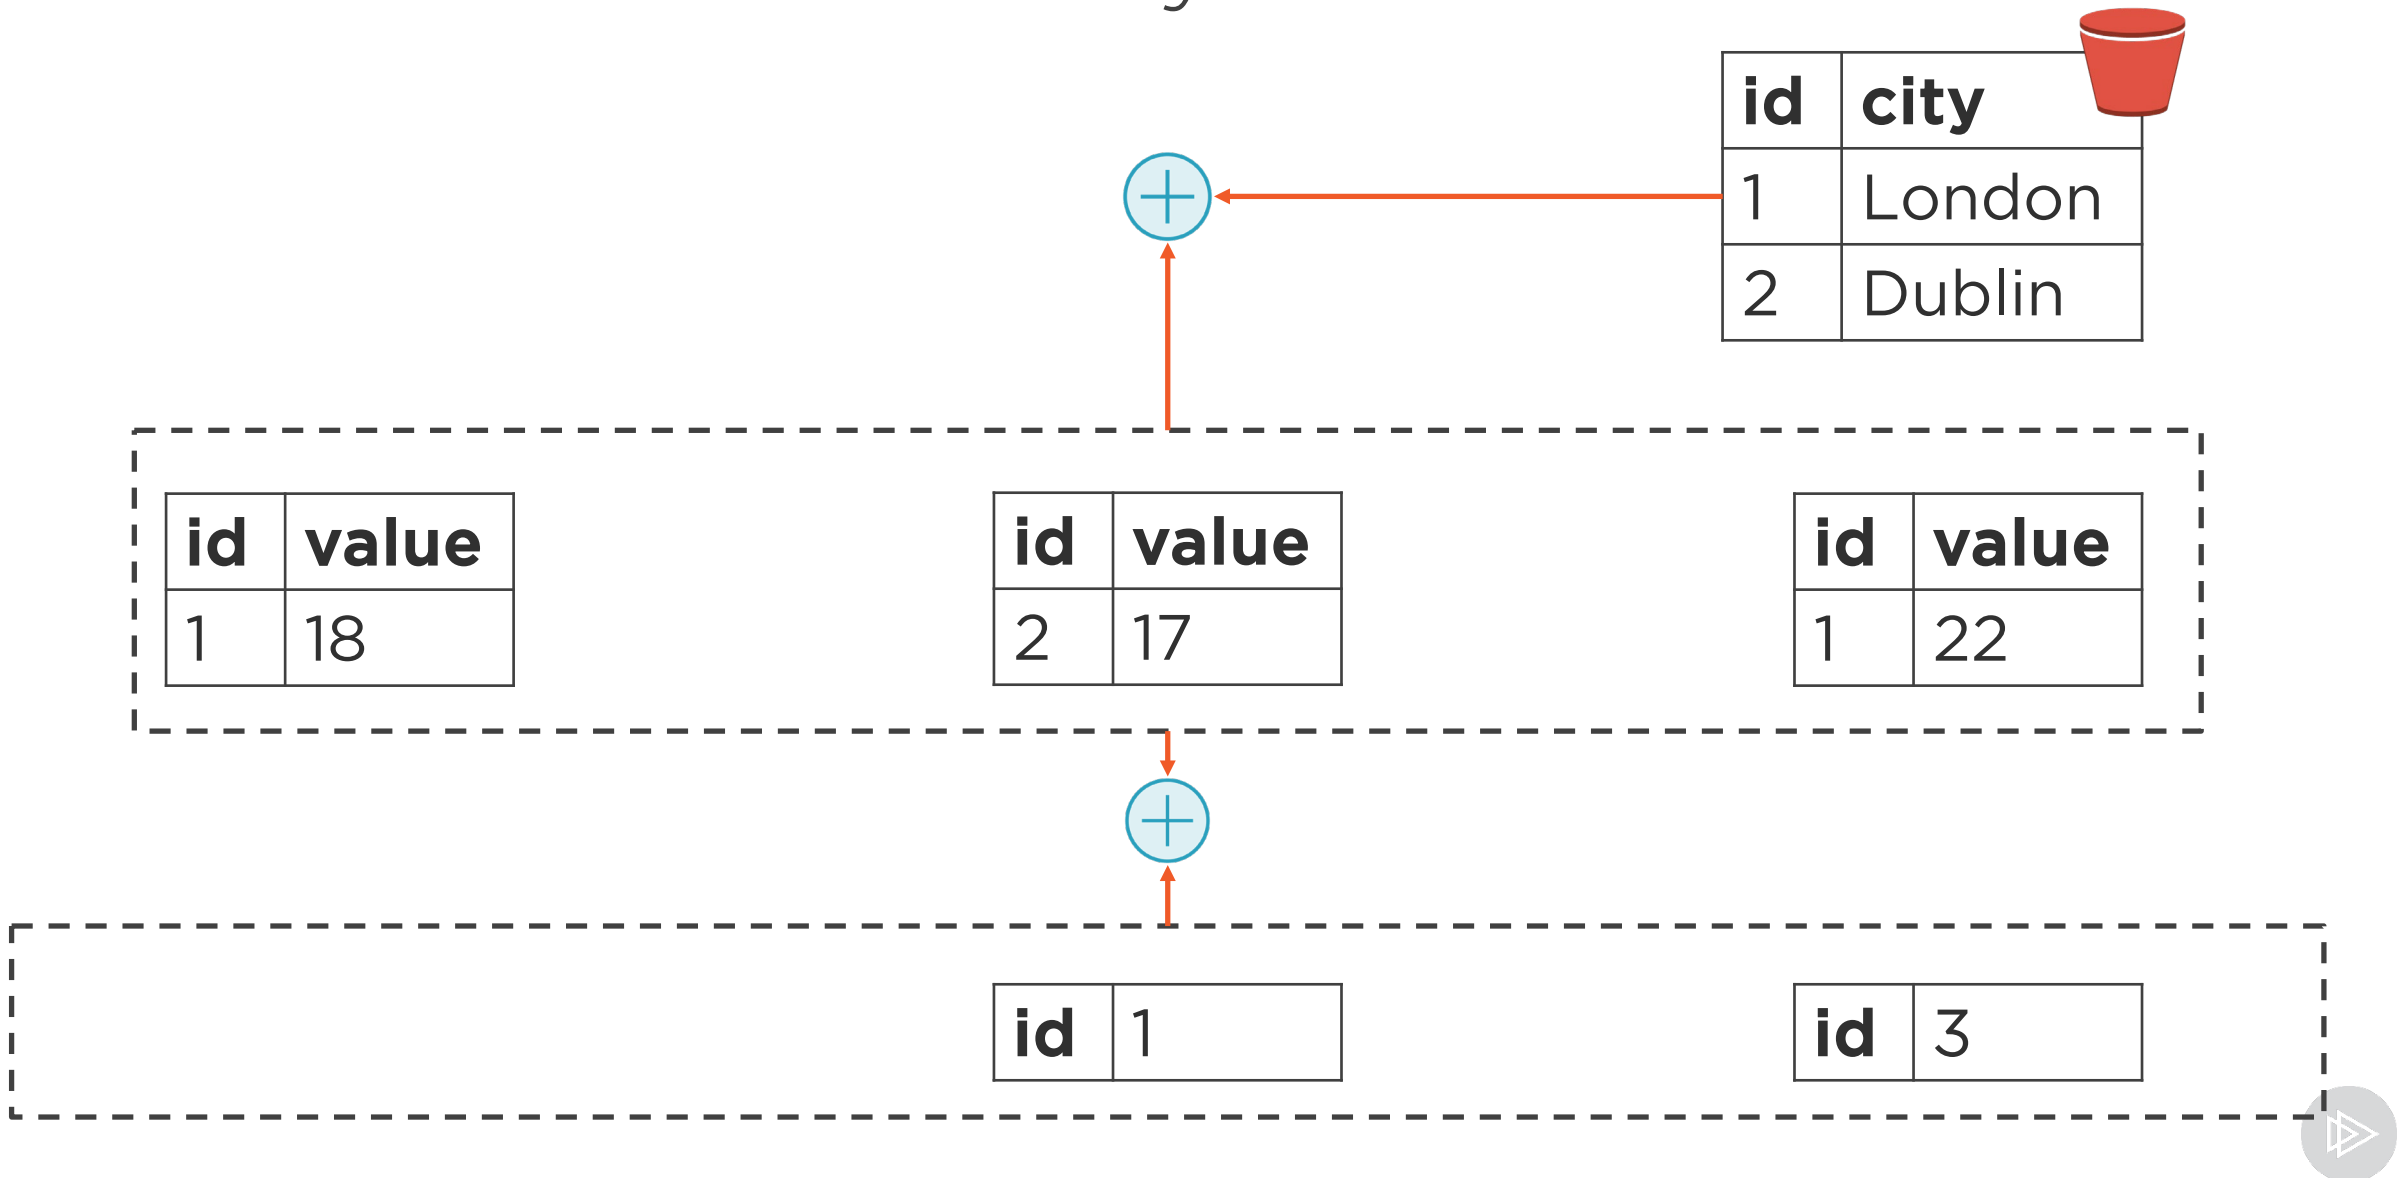 id city
1 London
2 Dublin
id value id value id value
1 18 2 17 1 22
id 1 id 3